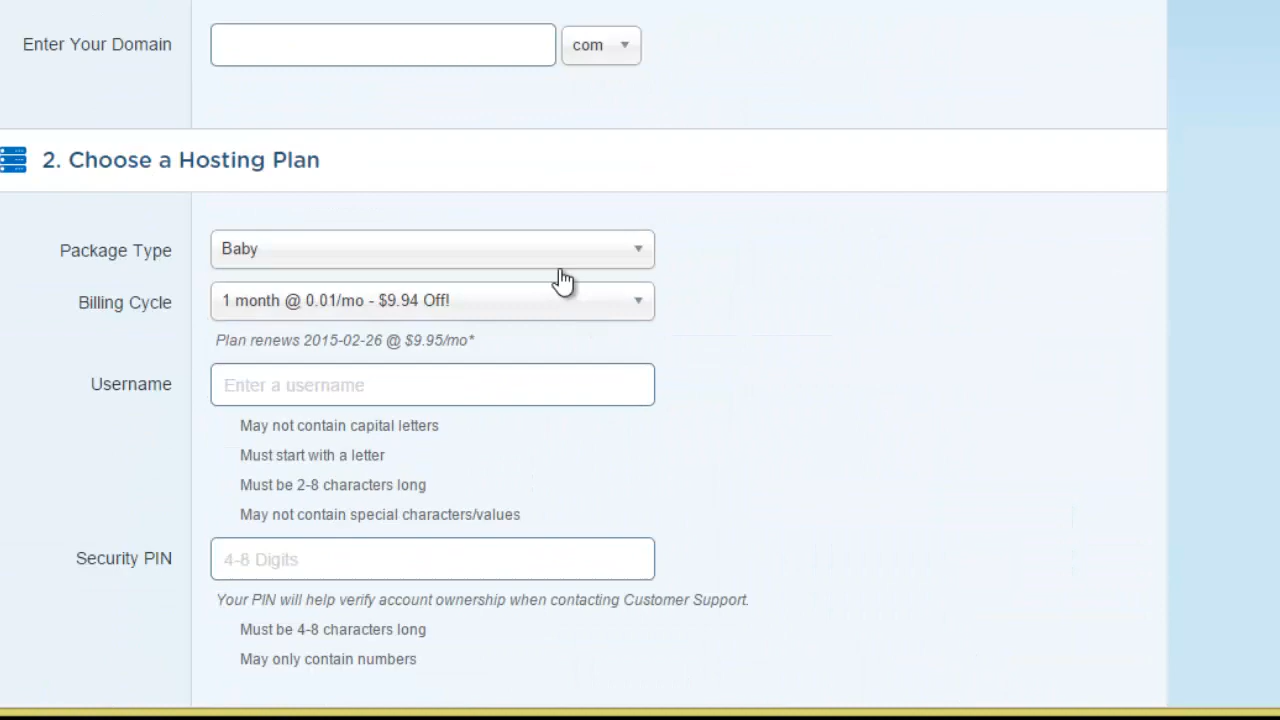 Enter Your Domain
com
2. Choose a Hosting Plan
Package Type
Baby
Billing Cycle
1 month @ 0.01/mo - $9.94 Off!
Plan renews 2015-02-26 @ $9.95/mo*
Username
Enter a username
May not contain capital letters
Must start with a letter
Must be 2-8 characters long
May not contain special characters/values
Security PIN
4-8 Digits
Your PIN will help verify account ownership when contacting Customer Support.
Must be 4-8 characters long
May only contain numbers